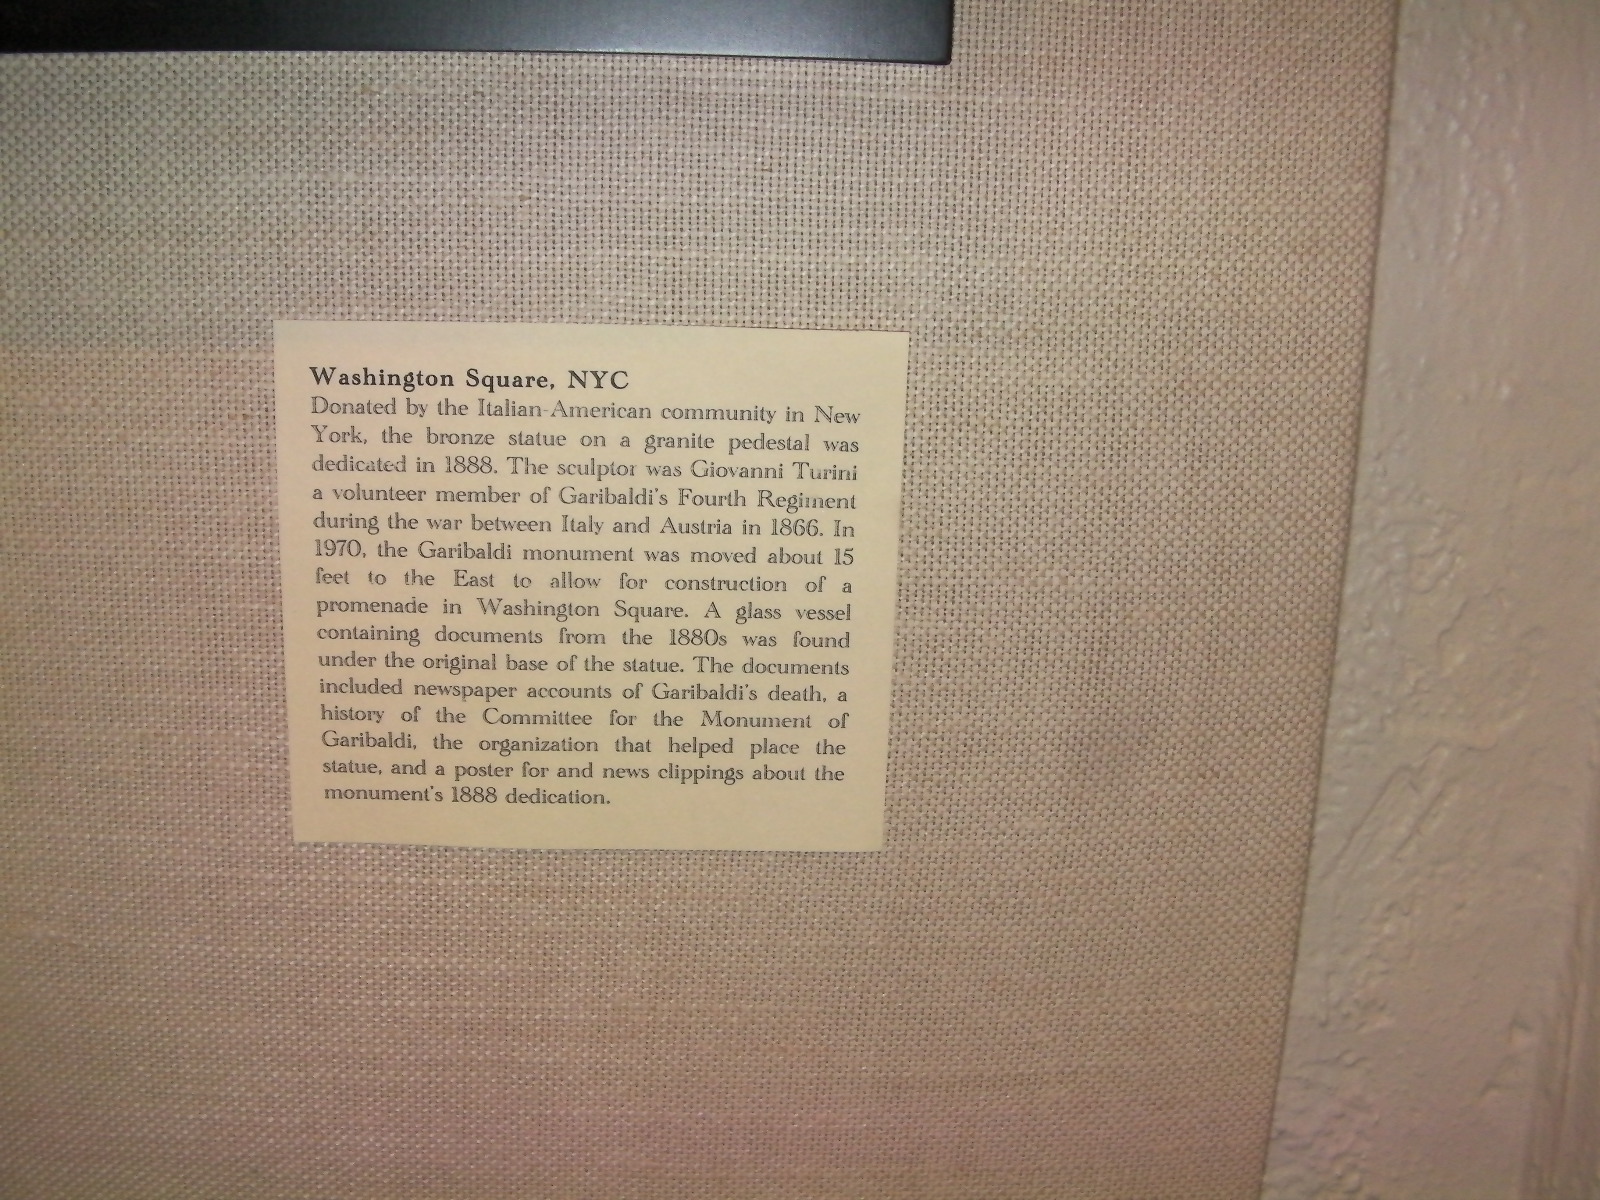 Washington Square, NYC
Donated by the Italian-American community in New
York, the bronze statue on a granite pedestal was
dedicated in 1888. The sculptor was Giovanni Turini
a volunteer member of Garibaldi's Fourth Regiment
during the war between Italy and Austria in 1866. In
1970, the Garibaldi monument was moved about 15
feet to the East to allow for construction of a
promenade in Washington Square. A glass vessel
containing documents from the 1880s was found
under the original base of the statue. The documents
included newspaper accounts of Garibaldi's death, a
history of the Committee for the Monument of
Garibaldi, the organization that helped place the
statue, and a poster for and news clippings about the
monument's 1888 dedication.